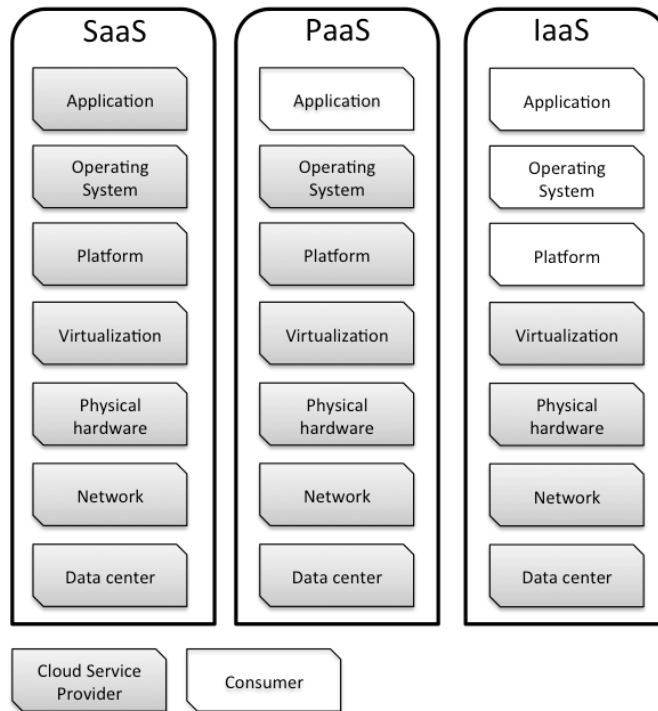 SaaS
Application
Operating
System
Platform
Virtualization
Physical
hardware
Network
Data center
PaaS
Application
Operating
System
Platform
Virtualization
Physical
hardware
Network
Data center
IaaS
Application
Operating
System
Platform
Virtualization
Physical
hardware
Network
Data center
Cloud Service
Provider
Consumer